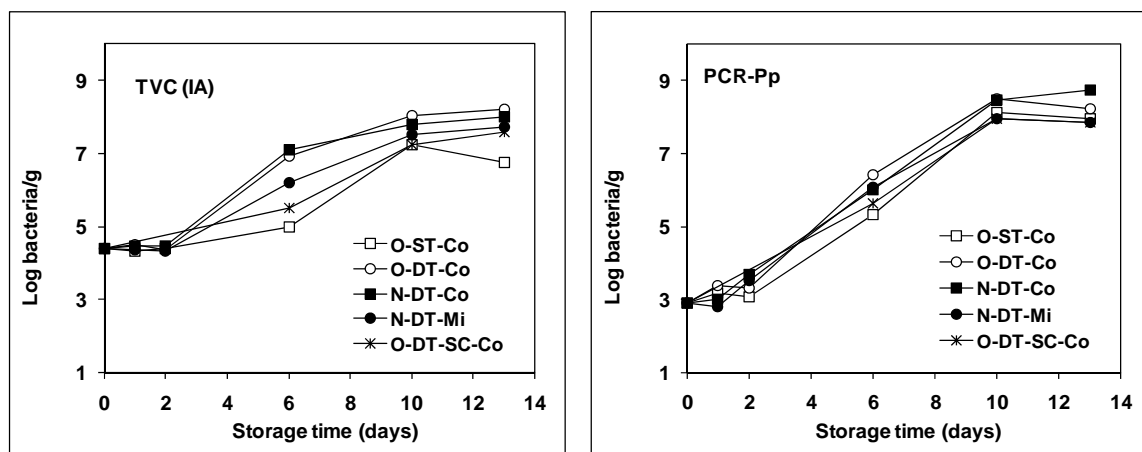 TVC (IA)
Log bacteria/g
9
7
5
3
1
0 2 4 6 8 10 12 14
Storage time (days)
O-ST-Co
O-DT-Co
N-DT-Co
N-DT-Mi
O-DT-SC-Co
PCR-Pp
Log bacteria/g
9
7
5
3
1
0 2 4 6 8 10 12 14
Storage time (days)
O-ST-Co
O-DT-Co
N-DT-Co
N-DT-Mi
O-DT-SC-Co